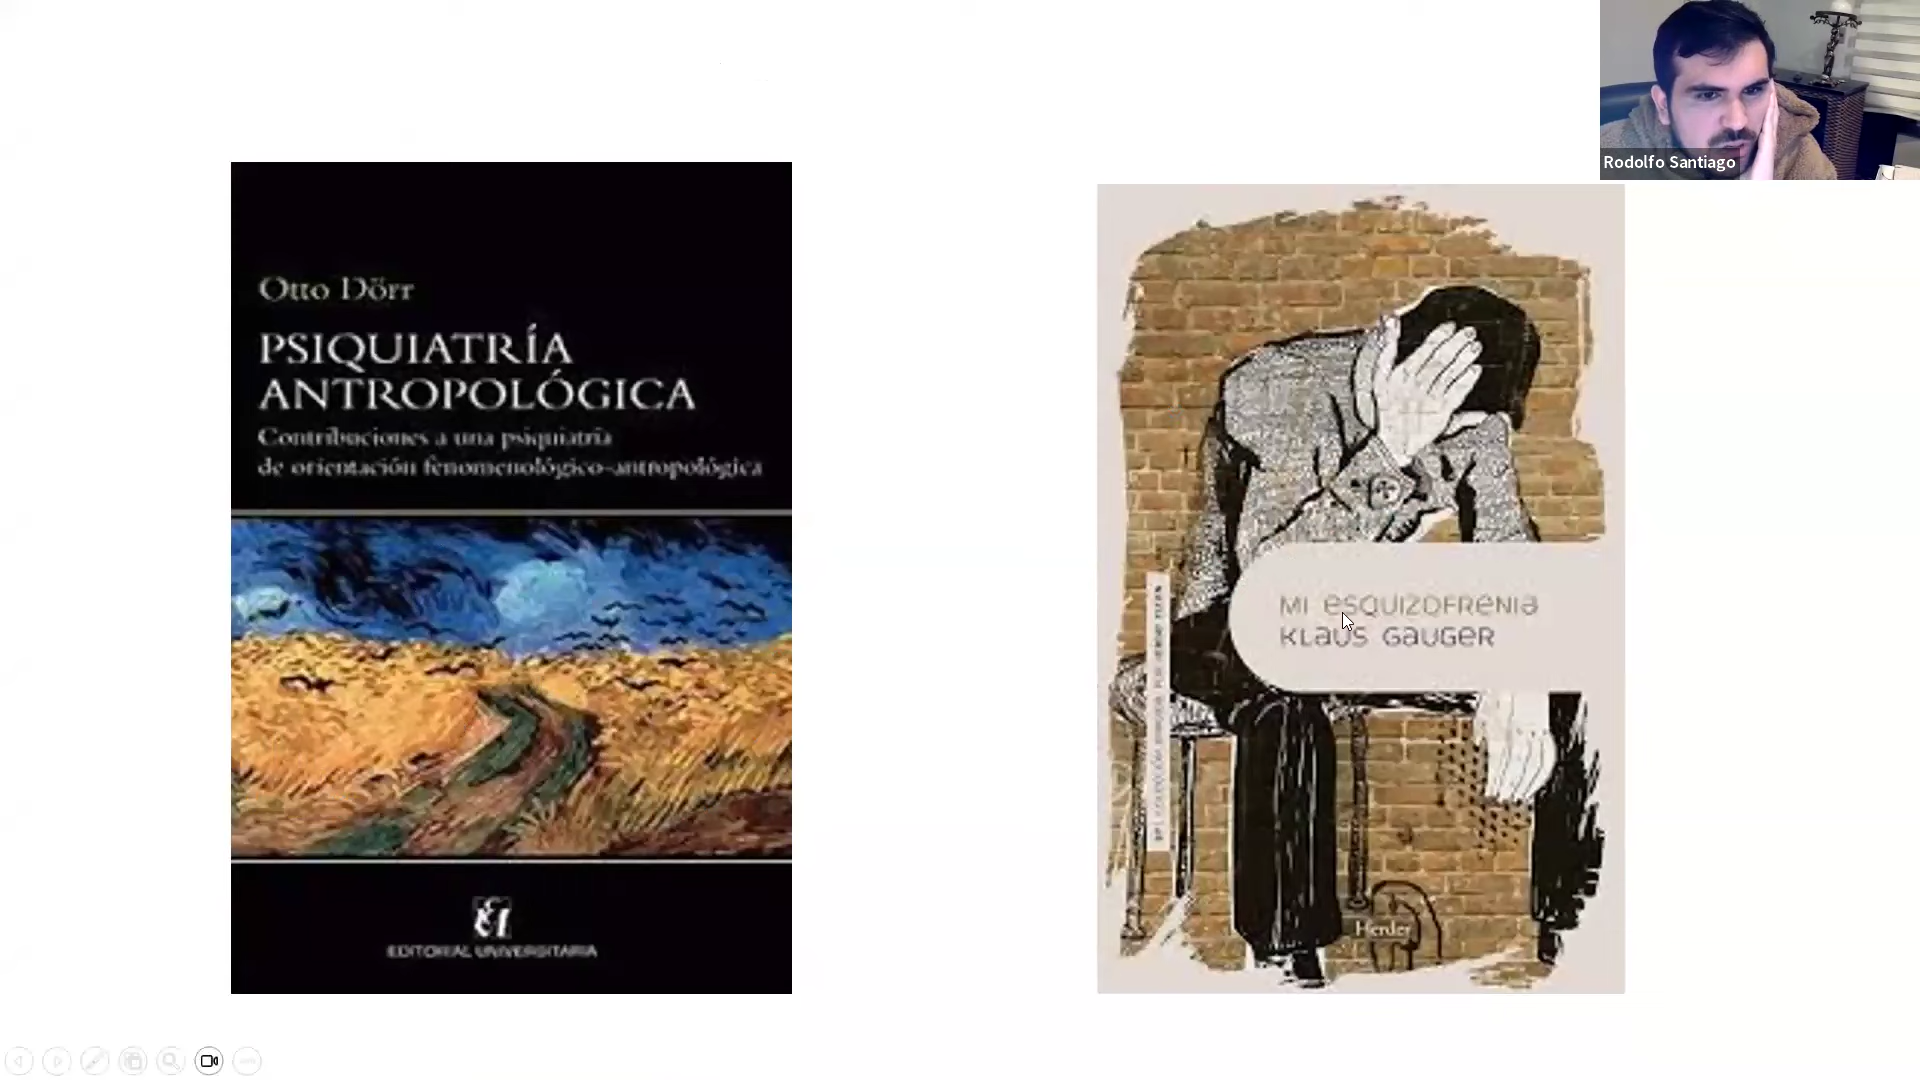 Rodolfo Santiago
Otto Dörr
PSIQUIATRÍA
ANTROPOLÓGICA
Contribuciones a una psiquiatría
de orientación fenomenológico-antropológica
EDITORIAL UNIVERSITARIA
MI ESQUIZOFRENIA
KLAUS GAUGER
Herder